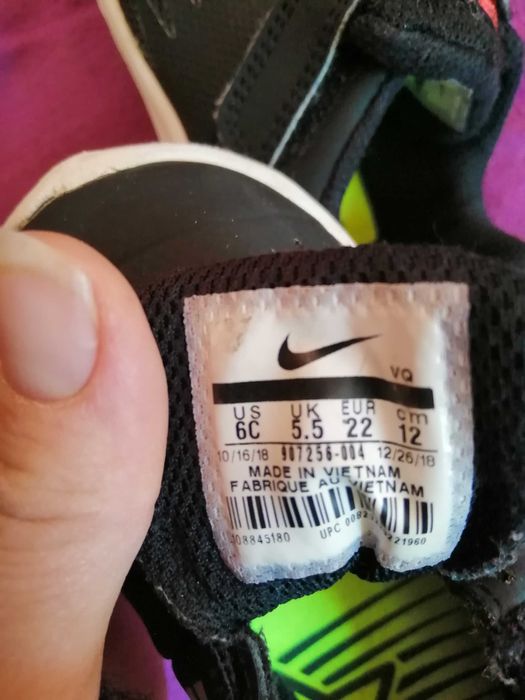 VQ
US UK EUR cm
6C 5.5 22 12
10/16/18 907256-004 12/26/18
MADE IN VIETNAM
FABRIQUE AU VIETNAM
UPC